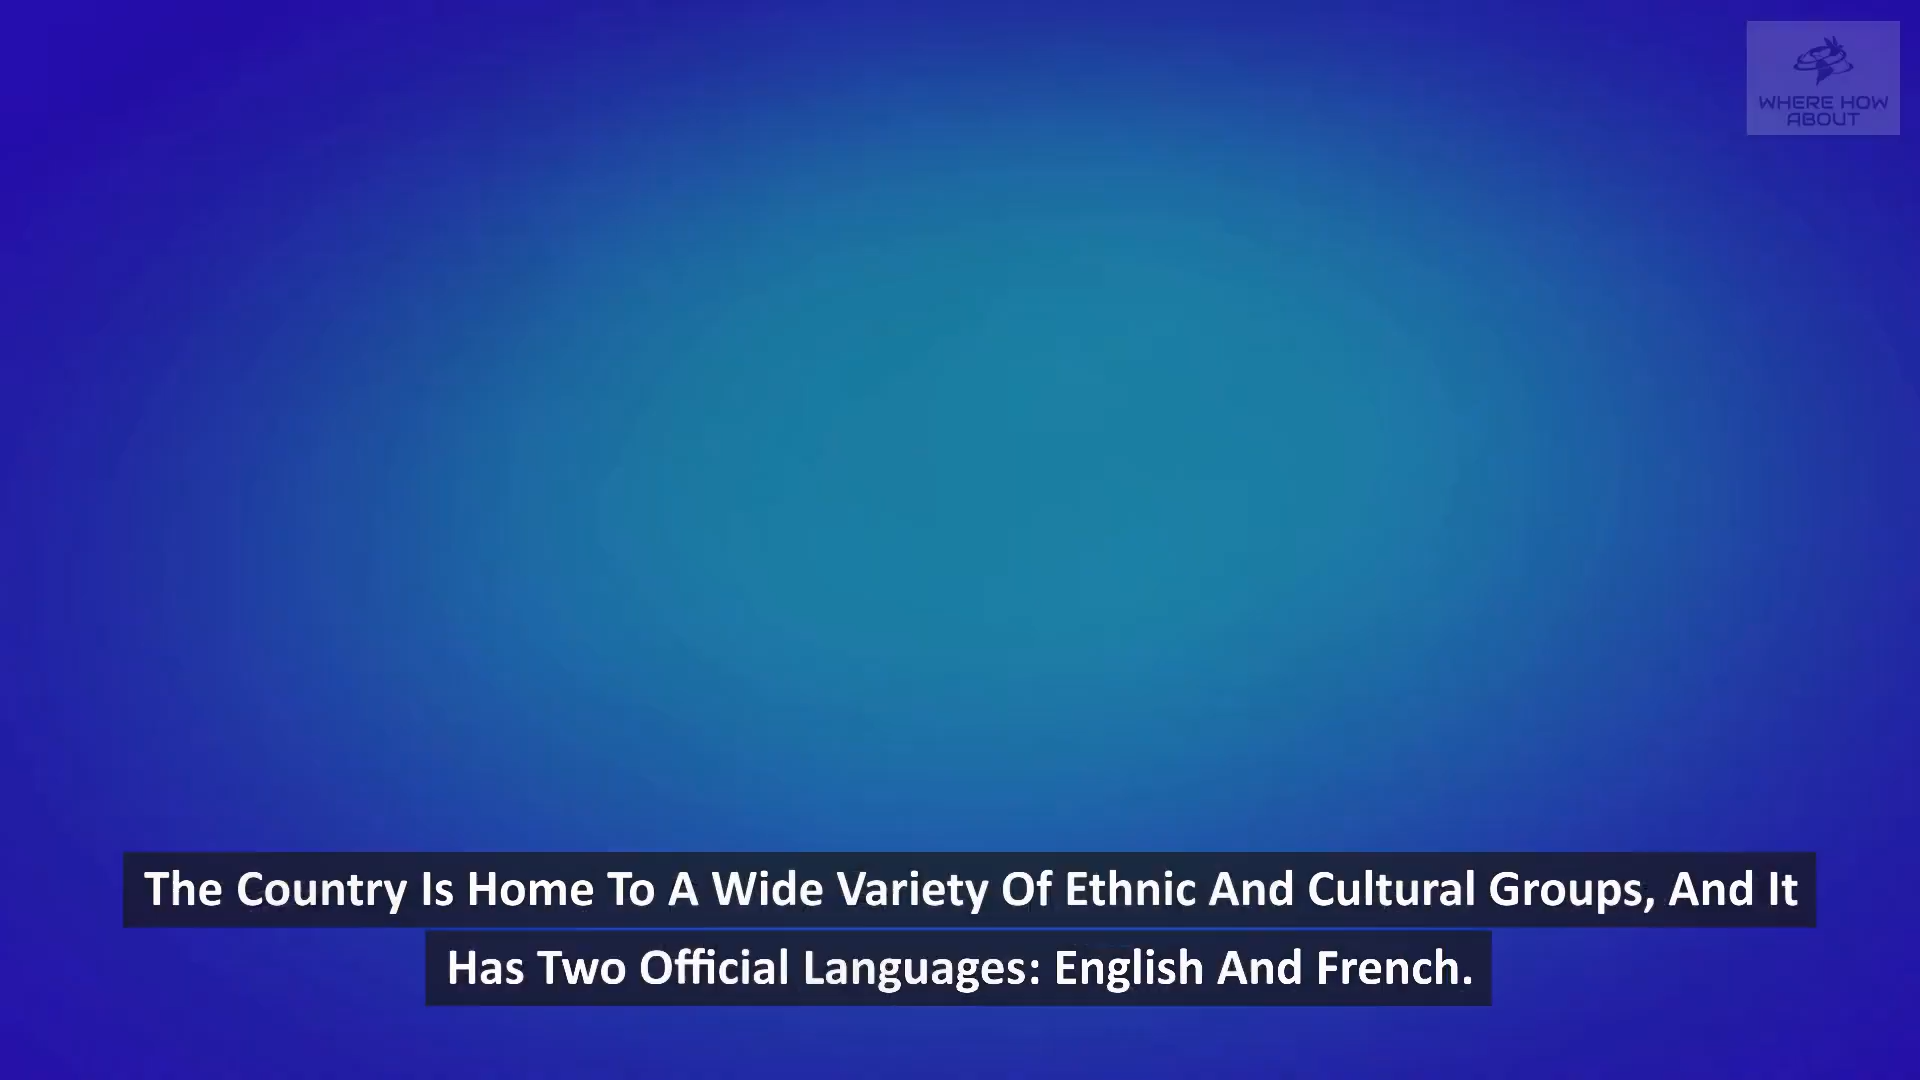 WHERE HOW
ABOUT
The Country Is Home To A Wide Variety Of Ethnic And Cultural Groups, And It
Has Two Official Languages: English And French.